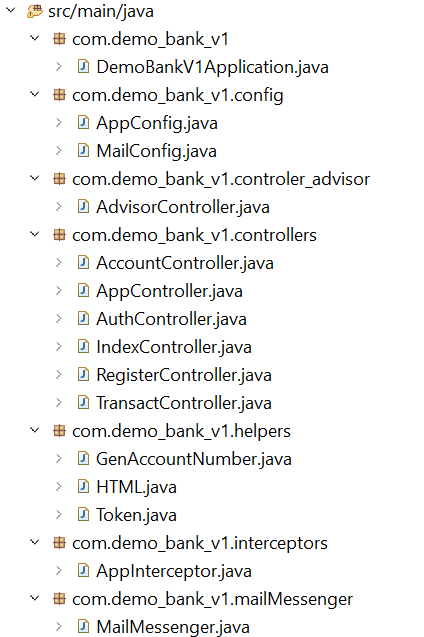 src/main/java
com.demo_bank_v1
DemoBankV1Application.java
com.demo_bank_v1.config
AppConfig.java
MailConfig.java
com.demo_bank_v1.controler_advisor
AdvisorController.java
com.demo_bank_v1.controllers
AccountController.java
AppController.java
AuthController.java
IndexController.java
RegisterController.java
TransactController.java
com.demo_bank_v1.helpers
GenAccountNumber.java
HTML.java
Token.java
com.demo_bank_v1.interceptors
AppInterceptor.java
com.demo_bank_v1.mailMessenger
MailMessenger.java